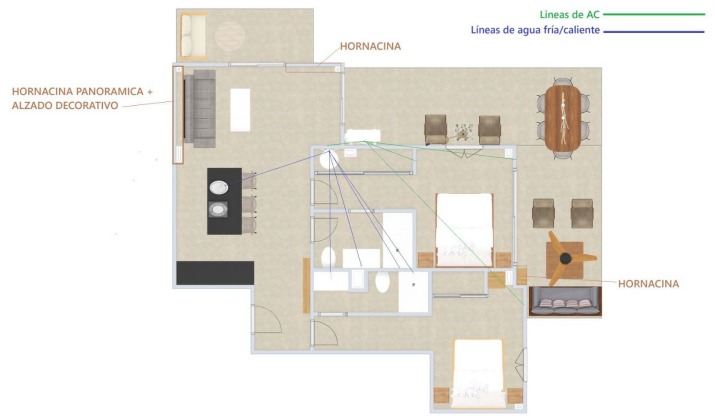 Lineas de AC
Líneas de agua fría/caliente
HORNACINA
HORNACINA PANORAMICA +
ALZADO DECORATIVO
HORNACINA